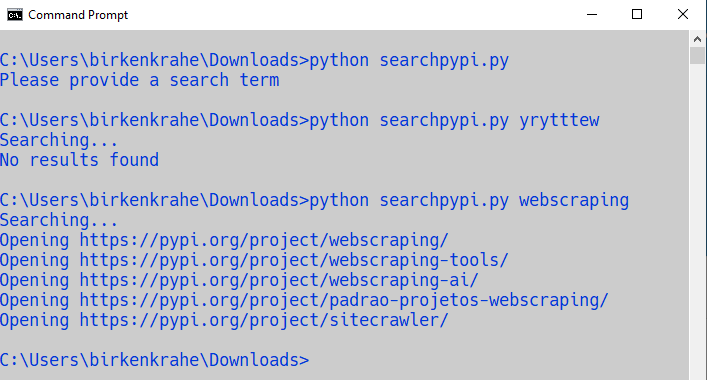 Command Prompt
C:\Users\birkenkrahe\Downloads>python searchpypi.py
Please provide a search term
C:\Users\birkenkrahe\Downloads>python searchpypi.py yrytttew
Searching...
No results found
C:\Users\birkenkrahe\Downloads>python searchpypi.py webscraping
Searching...
Opening https://pypi.org/project/webscraping/
Opening https://pypi.org/project/webscraping-tools/
Opening https://pypi.org/project/webscraping-ai/
Opening https://pypi.org/project/padrao-projetos-webscraping/
Opening https://pypi.org/project/sitecrawler/
C:\Users\birkenkrahe\Downloads>